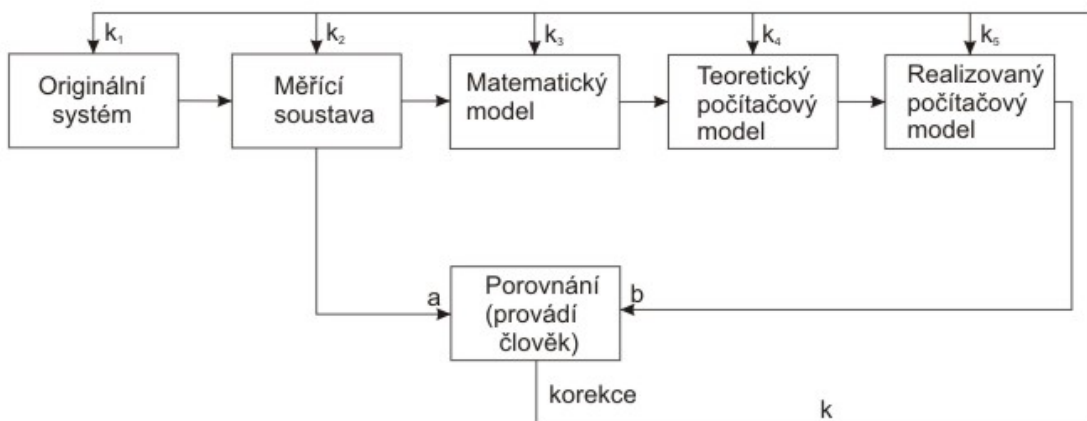 k₁
k₂
k₃
k₄
k₅
Originální
systém
Měřící
soustava
Matematický
model
Teoretický
počítačový
model
Realizovaný
počítačový
model
a
Porovnání
(provádí
člověk)
b
korekce
k